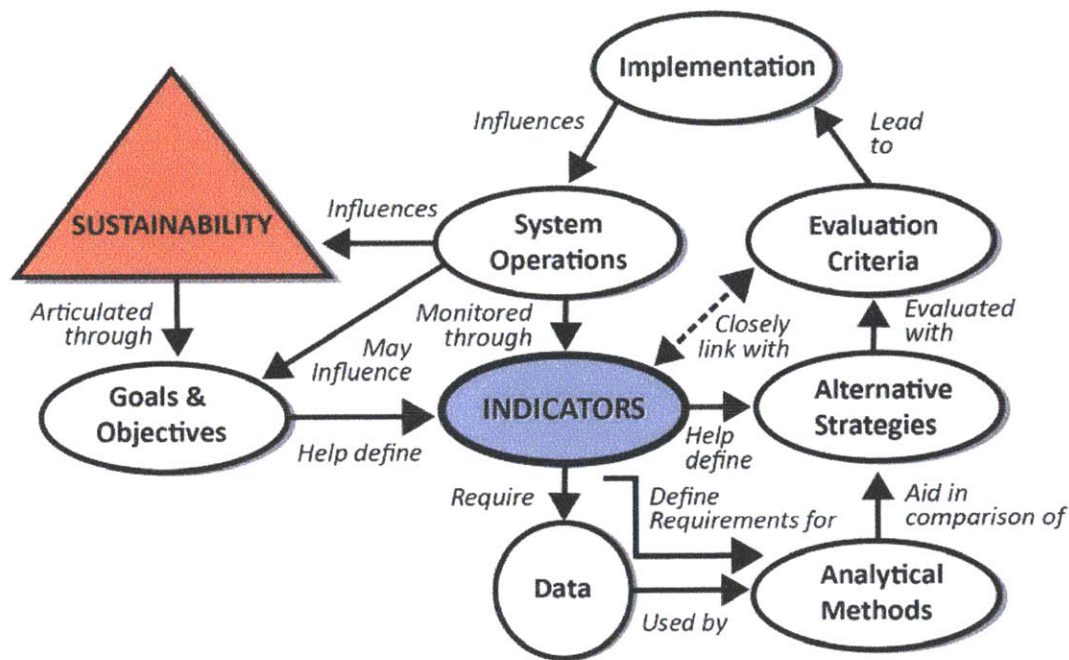 Implementation
Influences
Lead
to
SUSTAINABILITY
Influences
System
Operations
Evaluation
Criteria
Articulated
through
Monitored
through
Closely
link with
Evaluated
with
May
Influence
Goals &
Objectives
Help define
INDICATORS
Help
define
Alternative
Strategies
Require
Define
Requirements for
Aid in
comparison of
Data
Used by
Analytical
Methods